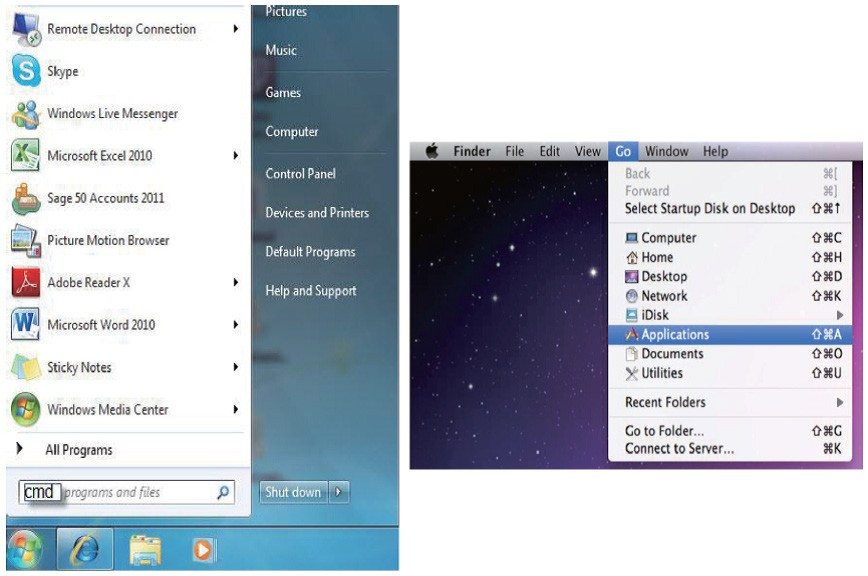 Remote Desktop Connection
Skype
Windows Live Messenger
Microsoft Excel 2010
Sage 50 Accounts 2011
Picture Motion Browser
Adobe Reader X
Microsoft Word 2010
Sticky Notes
Windows Media Center
All Programs
cmd programs and files
Pictures
Music
Games
Computer
Control Panel
Devices and Printers
Default Programs
Help and Support
Shut down
Finder File Edit View Go Window Help
Back ⌘[
Forward ⌘]
Select Startup Disk on Desktop ⇧⌘↑
Computer ⇧⌘C
Home ⇧⌘H
Desktop ⇧⌘D
Network ⇧⌘K
iDisk
Applications ⇧⌘A
Documents ⇧⌘O
Utilities ⇧⌘U
Recent Folders
Go to Folder... ⇧⌘G
Connect to Server... ⌘K